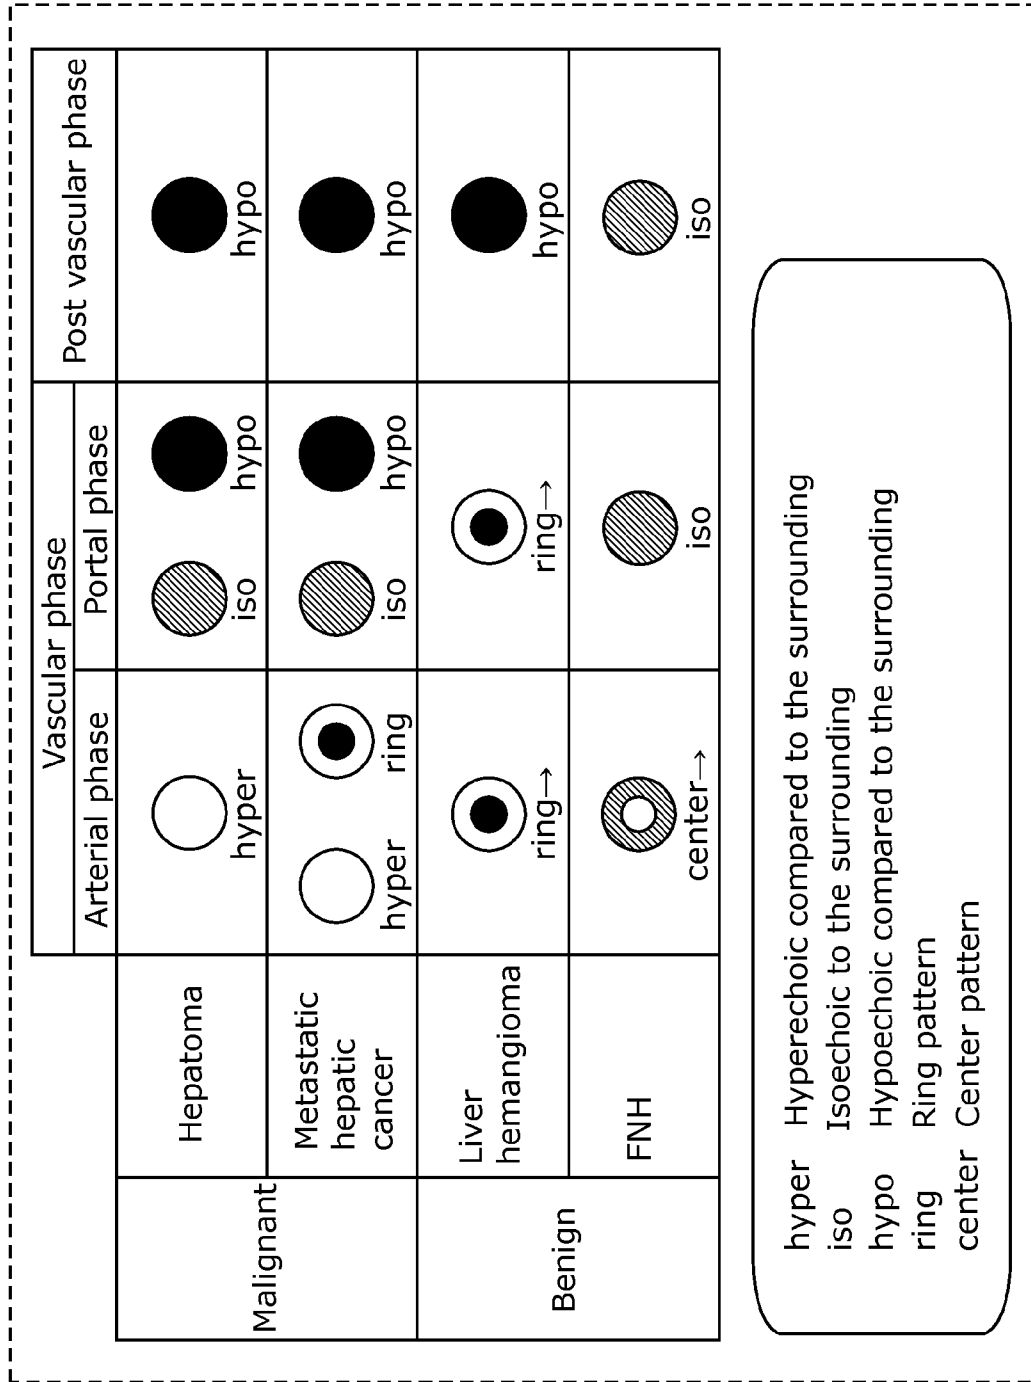 Vascular phase
Post vascular phase
Arterial phase
Portal phase
Malignant
Hepatoma
hyper
iso
hypo
hypo
Metastatic
hepatic
cancer
hyper
ring
iso
hypo
hypo
Benign
Liver
hemangioma
ring→
ring→
hypo
FNH
center→
iso
iso
hyper Hyperechoic compared to the surrounding
iso Isoechoic to the surrounding
hypo Hypoechoic compared to the surrounding
ring Ring pattern
center Center pattern